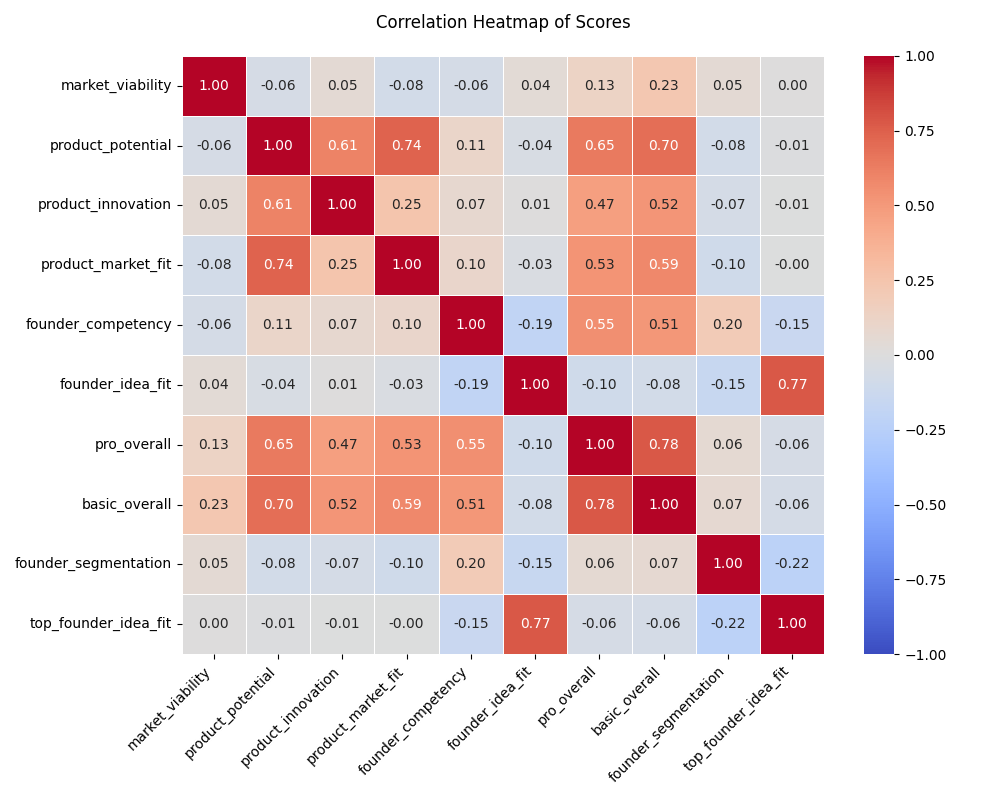 Correlation Heatmap of Scores
market_viability 1.00 -0.06 0.05 -0.08 -0.06 0.04 0.13 0.23 0.05 0.00
product_potential -0.06 1.00 0.61 0.74 0.11 -0.04 0.65 0.70 -0.08 -0.01
product_innovation 0.05 0.61 1.00 0.25 0.07 0.01 0.47 0.52 -0.07 -0.01
product_market_fit -0.08 0.74 0.25 1.00 0.10 -0.03 0.53 0.59 -0.10 -0.00
founder_competency -0.06 0.11 0.07 0.10 1.00 -0.19 0.55 0.51 0.20 -0.15
founder_idea_fit 0.04 -0.04 0.01 -0.03 -0.19 1.00 -0.10 -0.08 -0.15 0.77
pro_overall 0.13 0.65 0.47 0.53 0.55 -0.10 1.00 0.78 0.06 -0.06
basic_overall 0.23 0.70 0.52 0.59 0.51 -0.08 0.78 1.00 0.07 -0.06
founder_segmentation 0.05 -0.08 -0.07 -0.10 0.20 -0.15 0.06 0.07 1.00 -0.22
top_founder_idea_fit 0.00 -0.01 -0.01 -0.00 -0.15 0.77 -0.06 -0.06 -0.22 1.00
market_viability
product_potential
product_innovation
product_market_fit
founder_competency
founder_idea_fit
pro_overall
basic_overall
founder_segmentation
top_founder_idea_fit
1.00
0.75
0.50
0.25
0.00
−0.25
−0.50
−0.75
−1.00